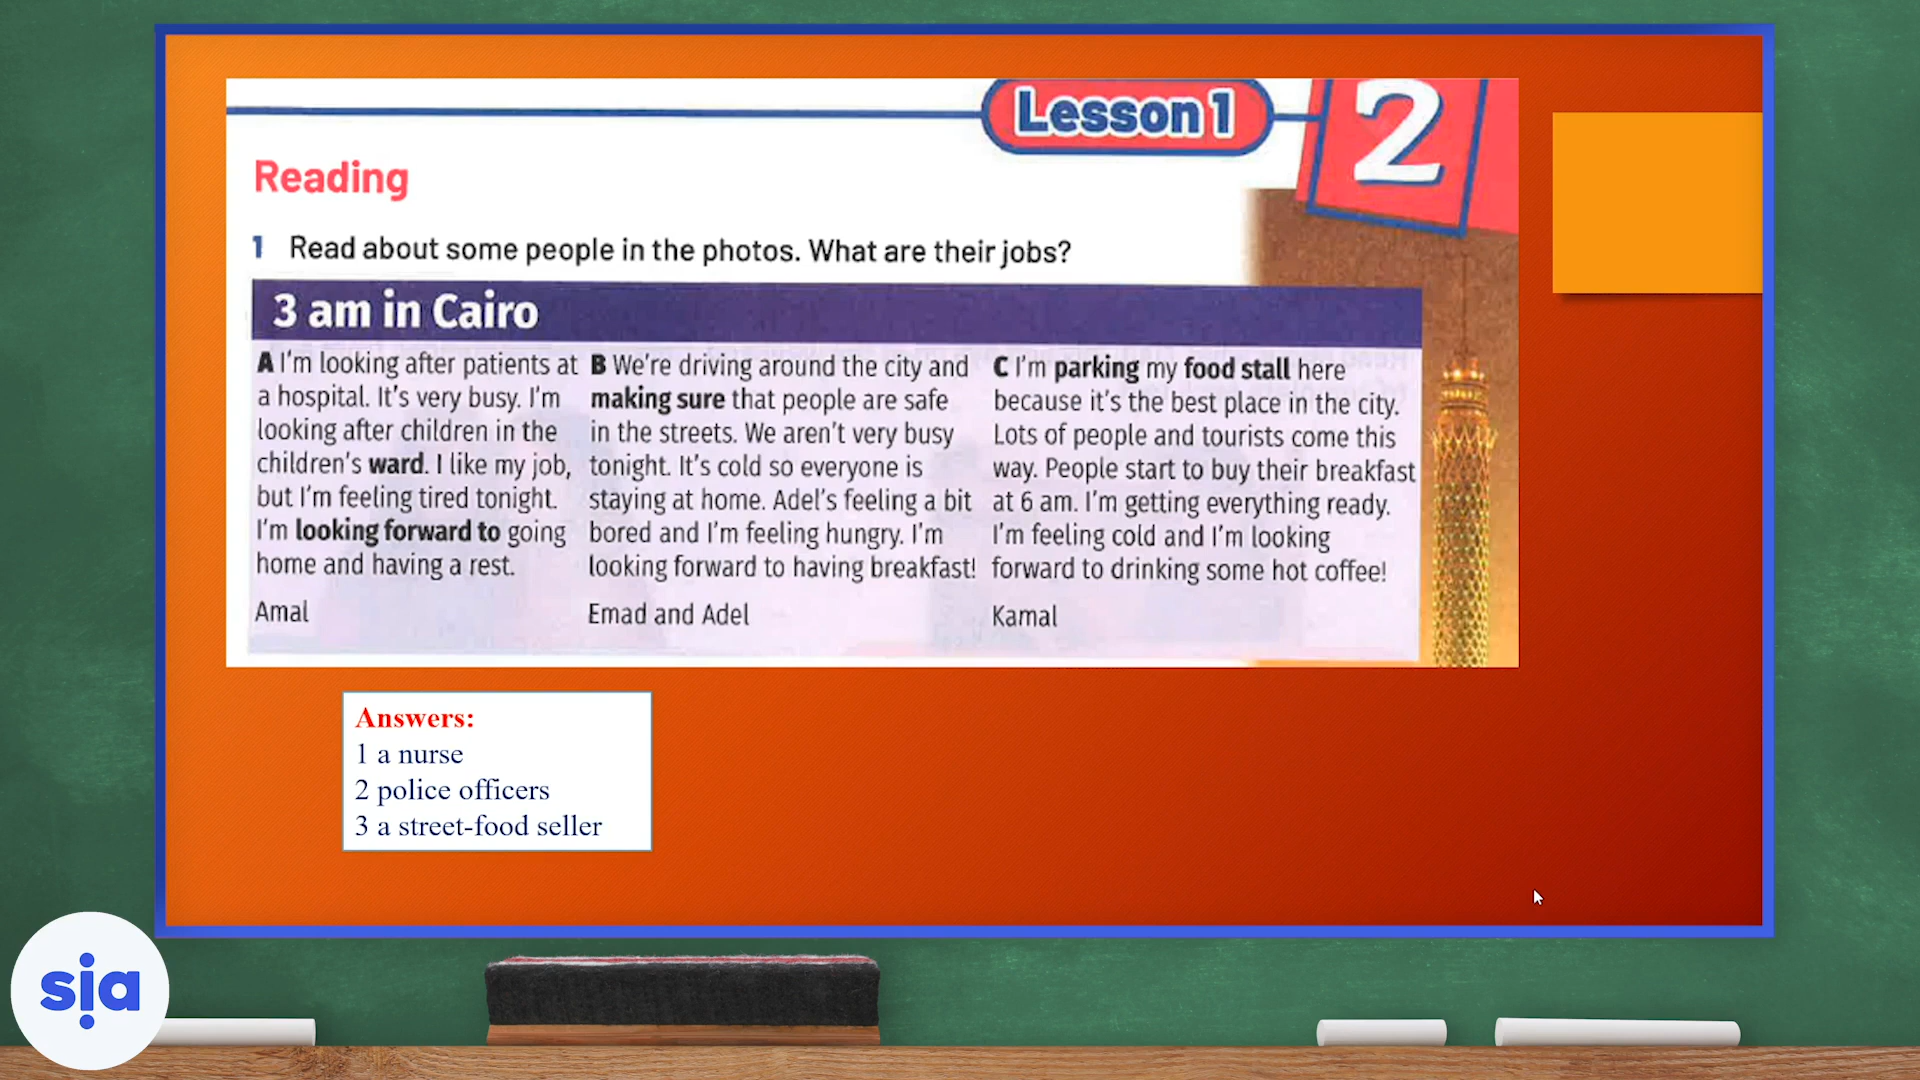 Lesson 1
2
Reading
1 Read about some people in the photos. What are their jobs?
3 am in Cairo
A I'm looking after patients at
a hospital. It's very busy. I'm
looking after children in the
children's ward. I like my job,
but I'm feeling tired tonight.
I'm looking forward to going
home and having a rest.
Amal
B We're driving around the city and
making sure that people are safe
in the streets. We aren't very busy
tonight. It's cold so everyone is
staying at home. Adel's feeling a bit
bored and I'm feeling hungry. I'm
looking forward to having breakfast!
Emad and Adel
C I'm parking my food stall here
because it's the best place in the city.
Lots of people and tourists come this
way. People start to buy their breakfast
at 6 am. I'm getting everything ready.
I'm feeling cold and I'm looking
forward to drinking some hot coffee!
Kamal
Answers:
1 a nurse
2 police officers
3 a street-food seller
sia